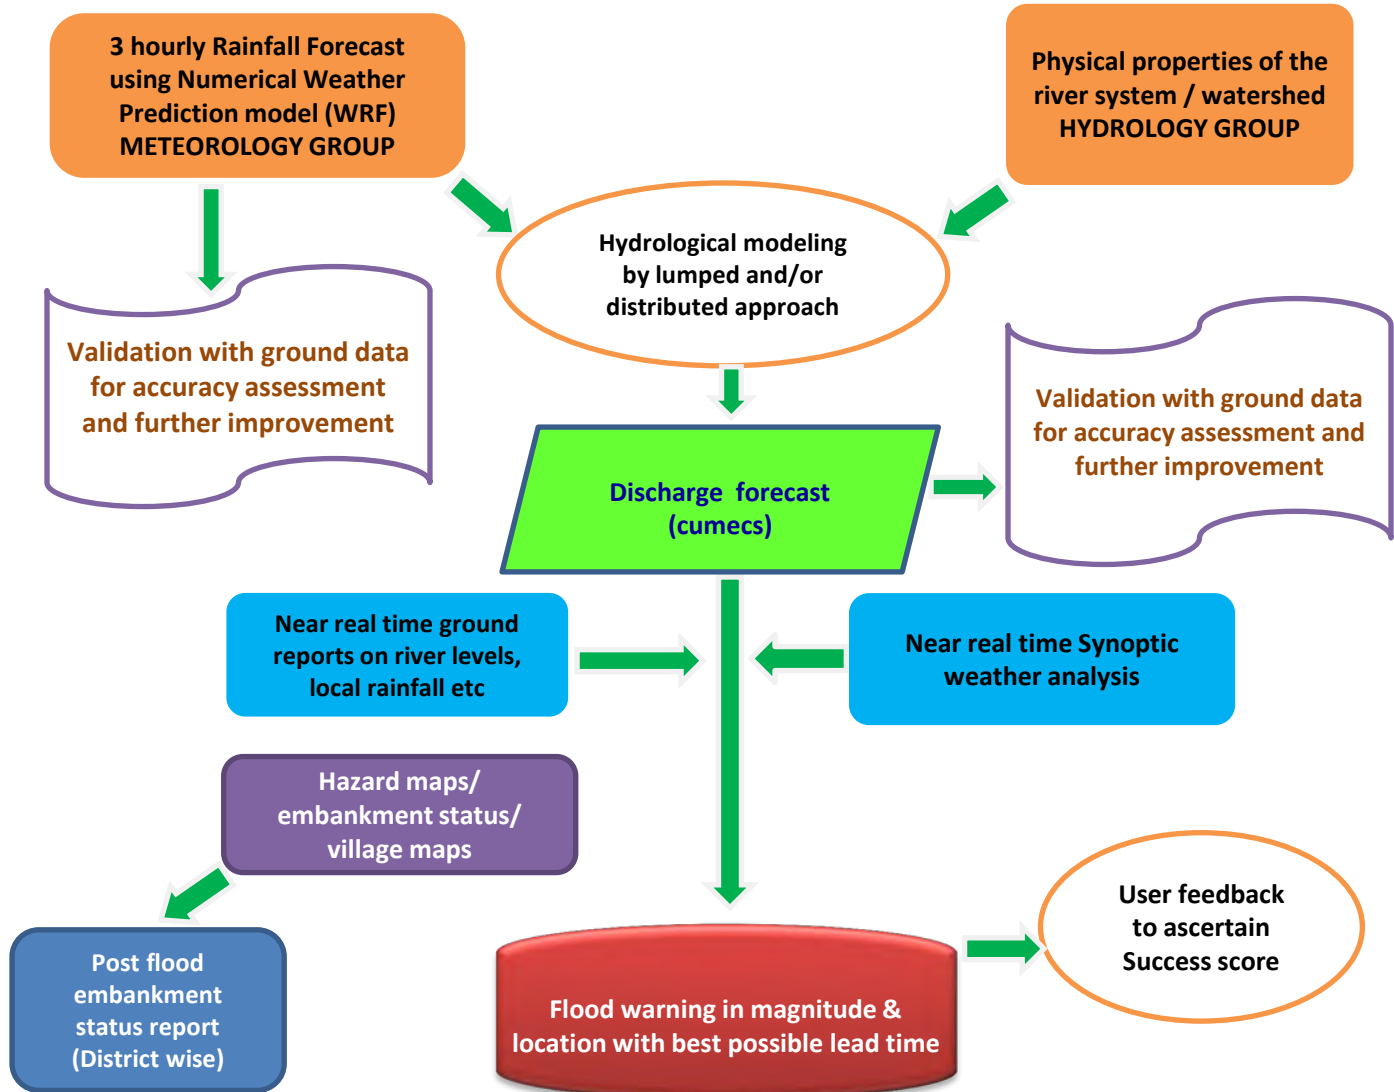 3 hourly Rainfall Forecast
using Numerical Weather
Prediction model (WRF)
METEOROLOGY GROUP
Physical properties of the
river system / watershed
HYDROLOGY GROUP
Hydrological modeling
by lumped and/or
distributed approach
Validation with ground data
for accuracy assessment
and further improvement
Validation with ground data
for accuracy assessment and
further improvement
Discharge forecast
(cumecs)
Near real time ground
reports on river levels,
local rainfall etc
Near real time Synoptic
weather analysis
Hazard maps/
embankment status/
village maps
Post flood
embankment
status report
(District wise)
Flood warning in magnitude &
location with best possible lead time
User feedback
to ascertain
Success score